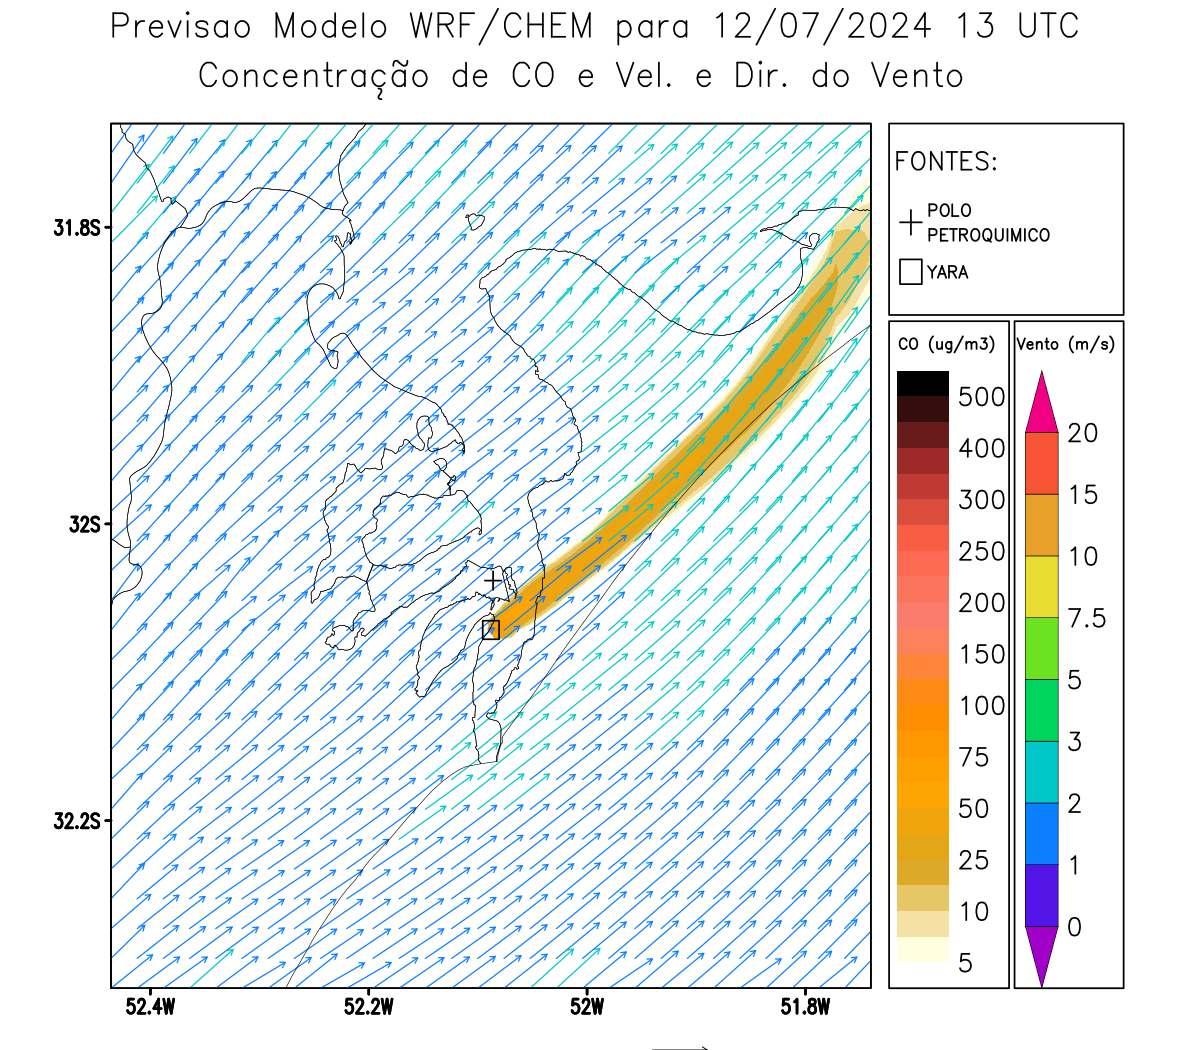 Previsao Modelo WRF/CHEM para 12/07/2024 13 UTC
Concentração de CO e Vel. e Dir. do Vento
FONTES:
POLO
PETROQUIMICO
YARA
CO (ug/m3)
500
400
300
250
200
150
100
75
50
25
10
5
Vento (m/s)
20
15
10
7.5
5
3
2
1
0
31.8S
32S
32.2S
52.4W
52.2W
52W
51.8W